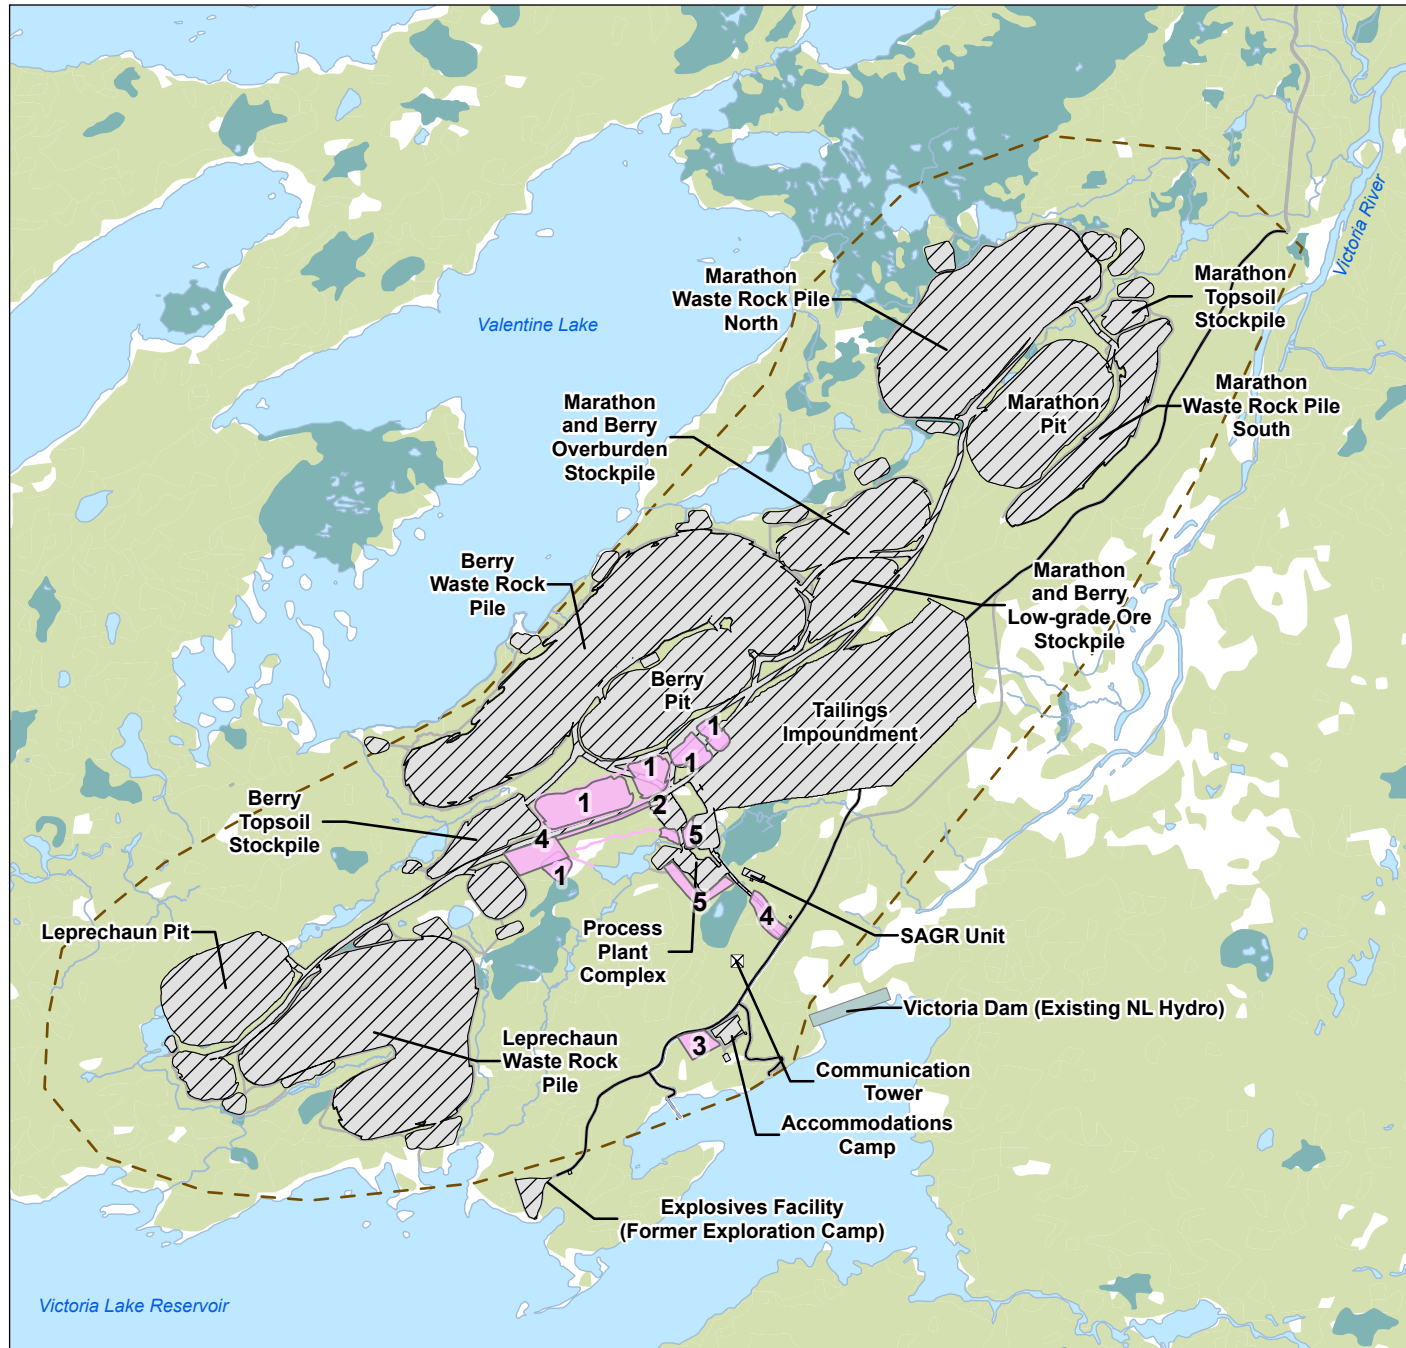 Victoria River
Marathon
Waste Rock Pile
North
Marathon
Topsoil
Stockpile
Valentine Lake
Marathon
Waste Rock Pile
South
Marathon
Pit
Marathon
and Berry
Overburden
Stockpile
Berry
Waste Rock
Pile
Marathon
and Berry
Low-grade Ore
Stockpile
Berry
Pit
Tailings
Impoundment
1
1
1
1
2
Berry
Topsoil
Stockpile
4
5
1
5
4
Leprechaun Pit
Process
Plant
Complex
SAGR Unit
Victoria Dam (Existing NL Hydro)
Leprechaun
Waste Rock
Pile
3
Communication
Tower
Accommodations
Camp
Explosives Facility
(Former Exploration Camp)
Victoria Lake Reservoir